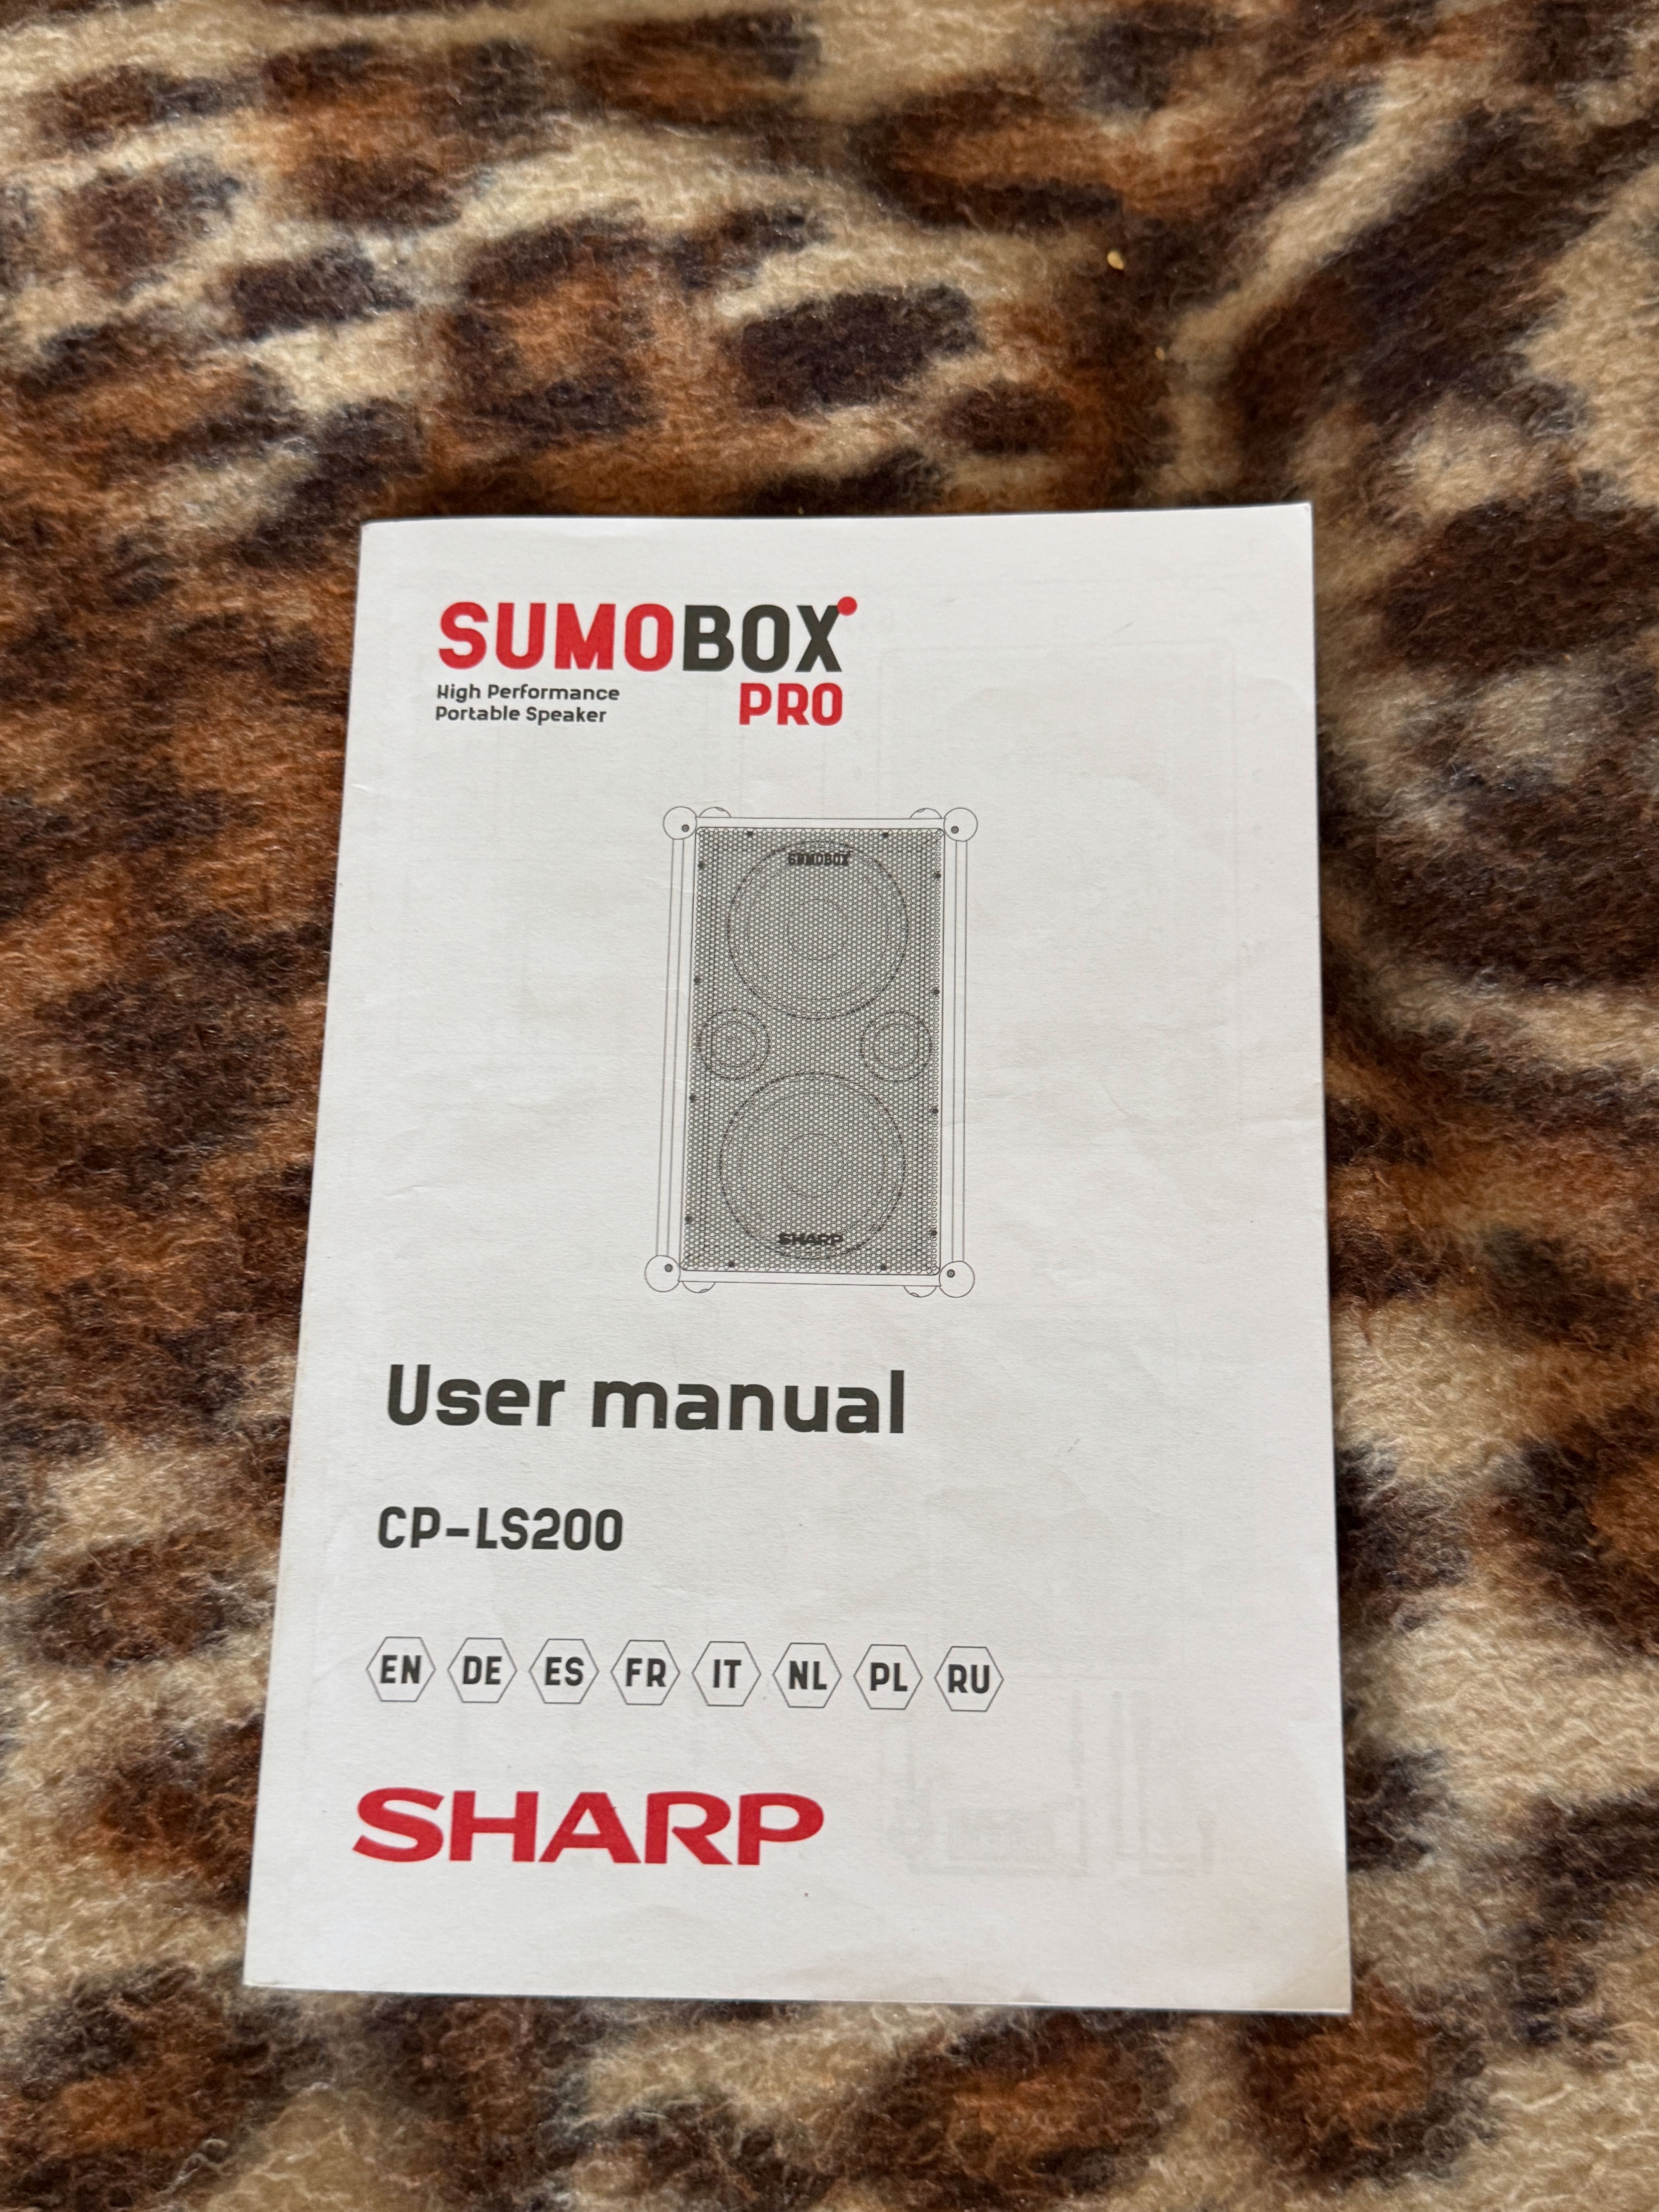 SUMOBOX
High Performance
Portable Speaker
PRO
SUMOBOX
SHARP
User manual
CP-LS200
EN DE ES FR IT NL PL RU
SHARP